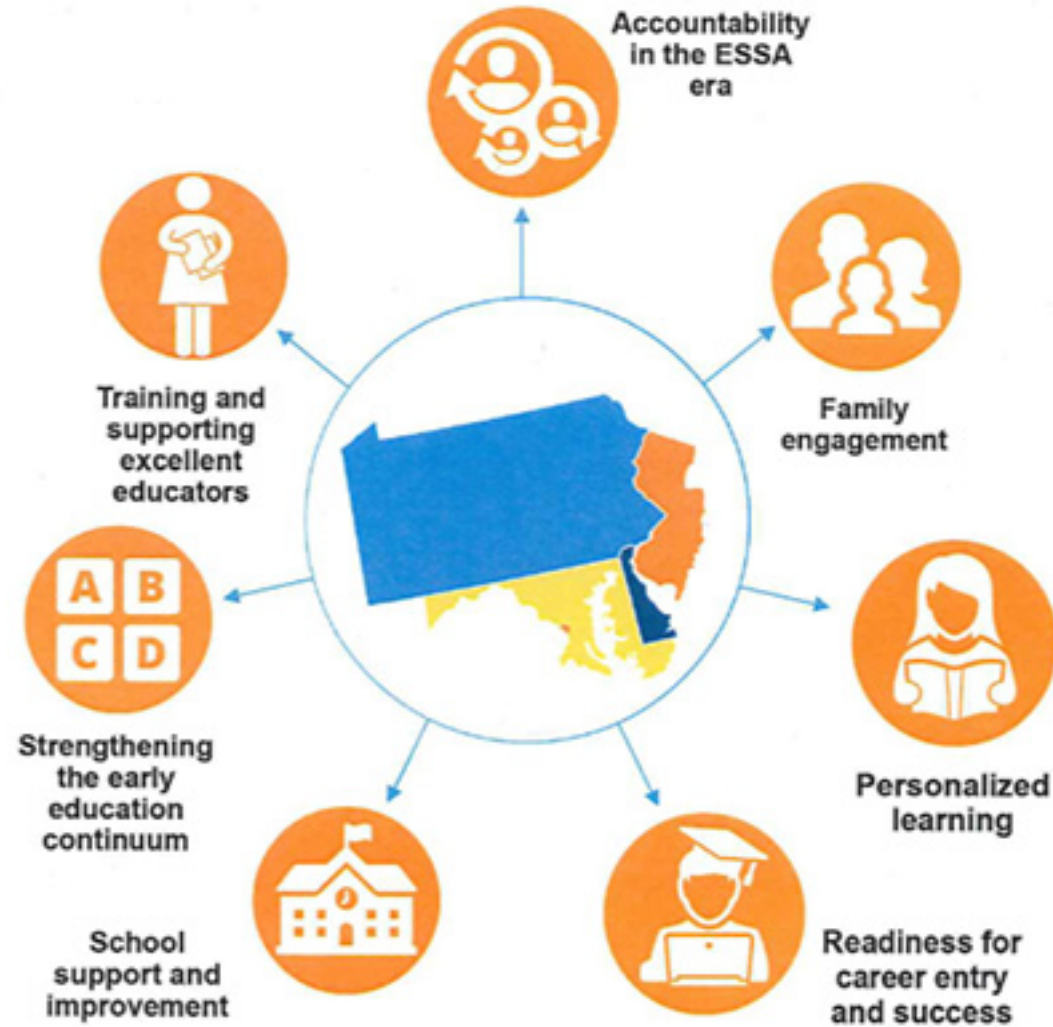 Accountability
in the ESSA
era
Family
engagement
Personalized
learning
Readiness for
career entry
and success
School
support and
improvement
Strengthening
the early
education
continuum
A B
C D
Training and
supporting
excellent
educators